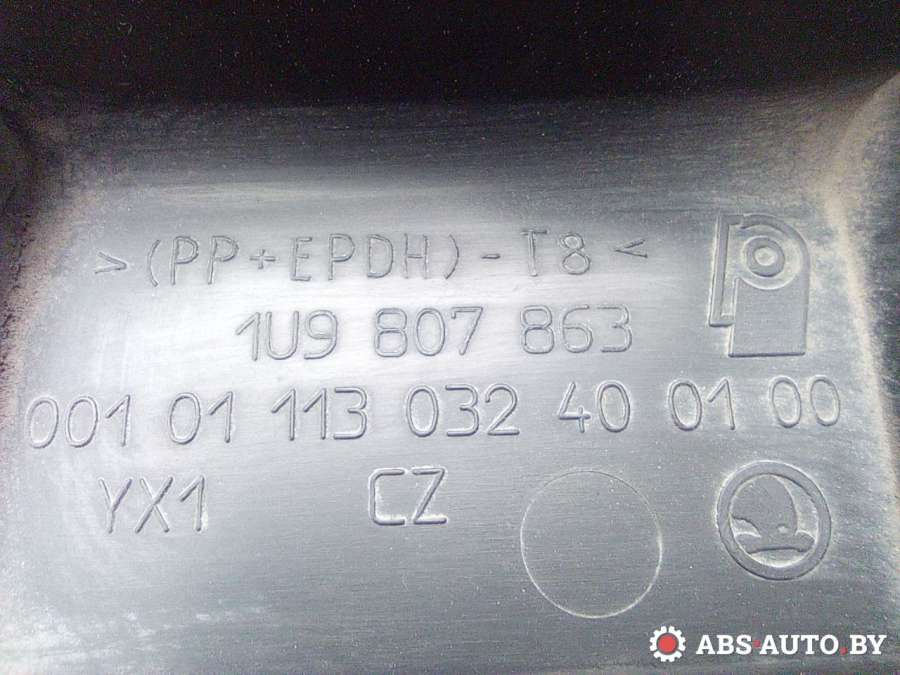 >(PP+EPDH)-T8<
1U9 807 863
001 01 113 032 40 01 00
YX1 CZ
ABS-AUTO.BY